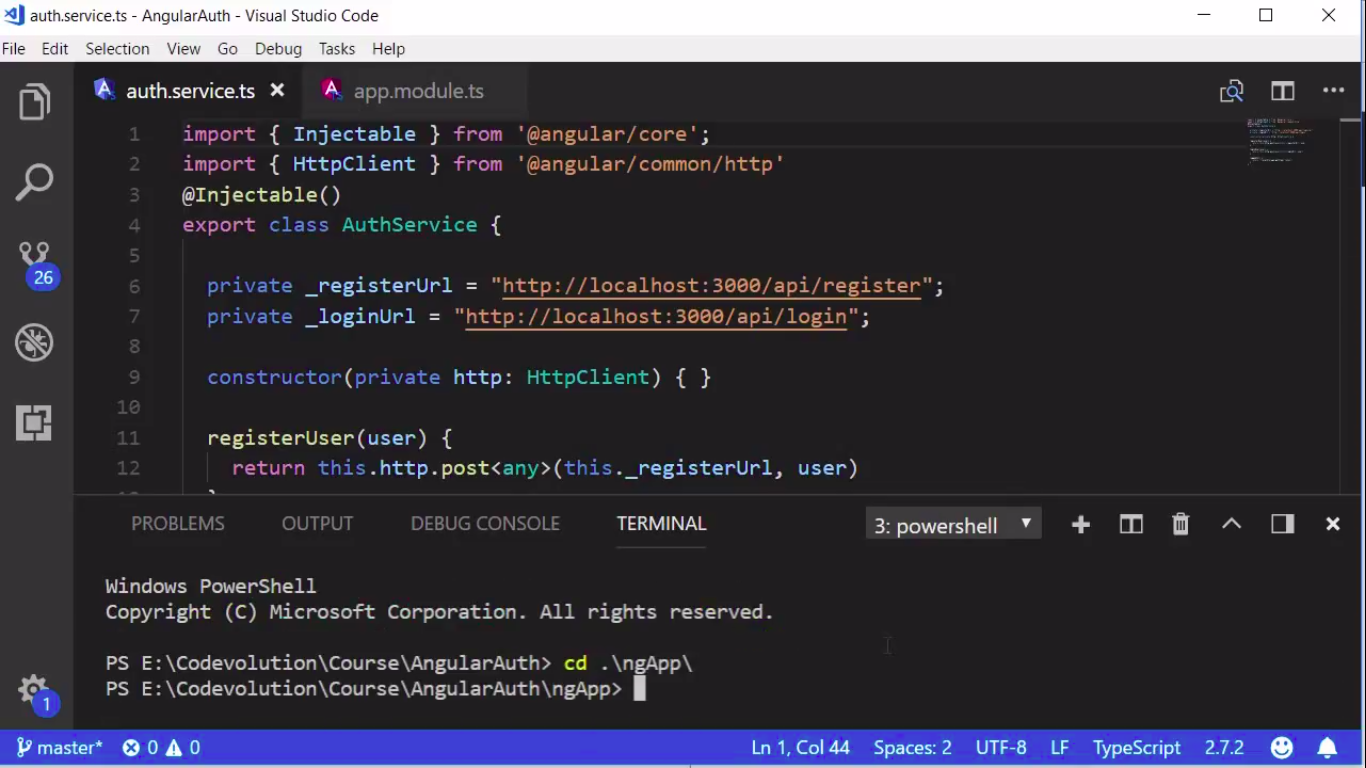 auth.service.ts - AngularAuth - Visual Studio Code
File Edit Selection View Go Debug Tasks Help
auth.service.ts app.module.ts
1 import { Injectable } from '@angular/core';
2 import { HttpClient } from '@angular/common/http'
3 @Injectable()
4 export class AuthService {
5
6 private _registerUrl = "http://localhost:3000/api/register";
7 private _loginUrl = "http://localhost:3000/api/login";
8
9 constructor(private http: HttpClient) { }
10
11 registerUser(user) {
12 return this.http.post<any>(this._registerUrl, user)
26
PROBLEMS OUTPUT DEBUG CONSOLE TERMINAL 3: powershell
Windows PowerShell
Copyright (C) Microsoft Corporation. All rights reserved.
PS E:\Codevolution\Course\AngularAuth> cd .\ngApp\
PS E:\Codevolution\Course\AngularAuth\ngApp>
1
master* 0 0 Ln 1, Col 44 Spaces: 2 UTF-8 LF TypeScript 2.7.2